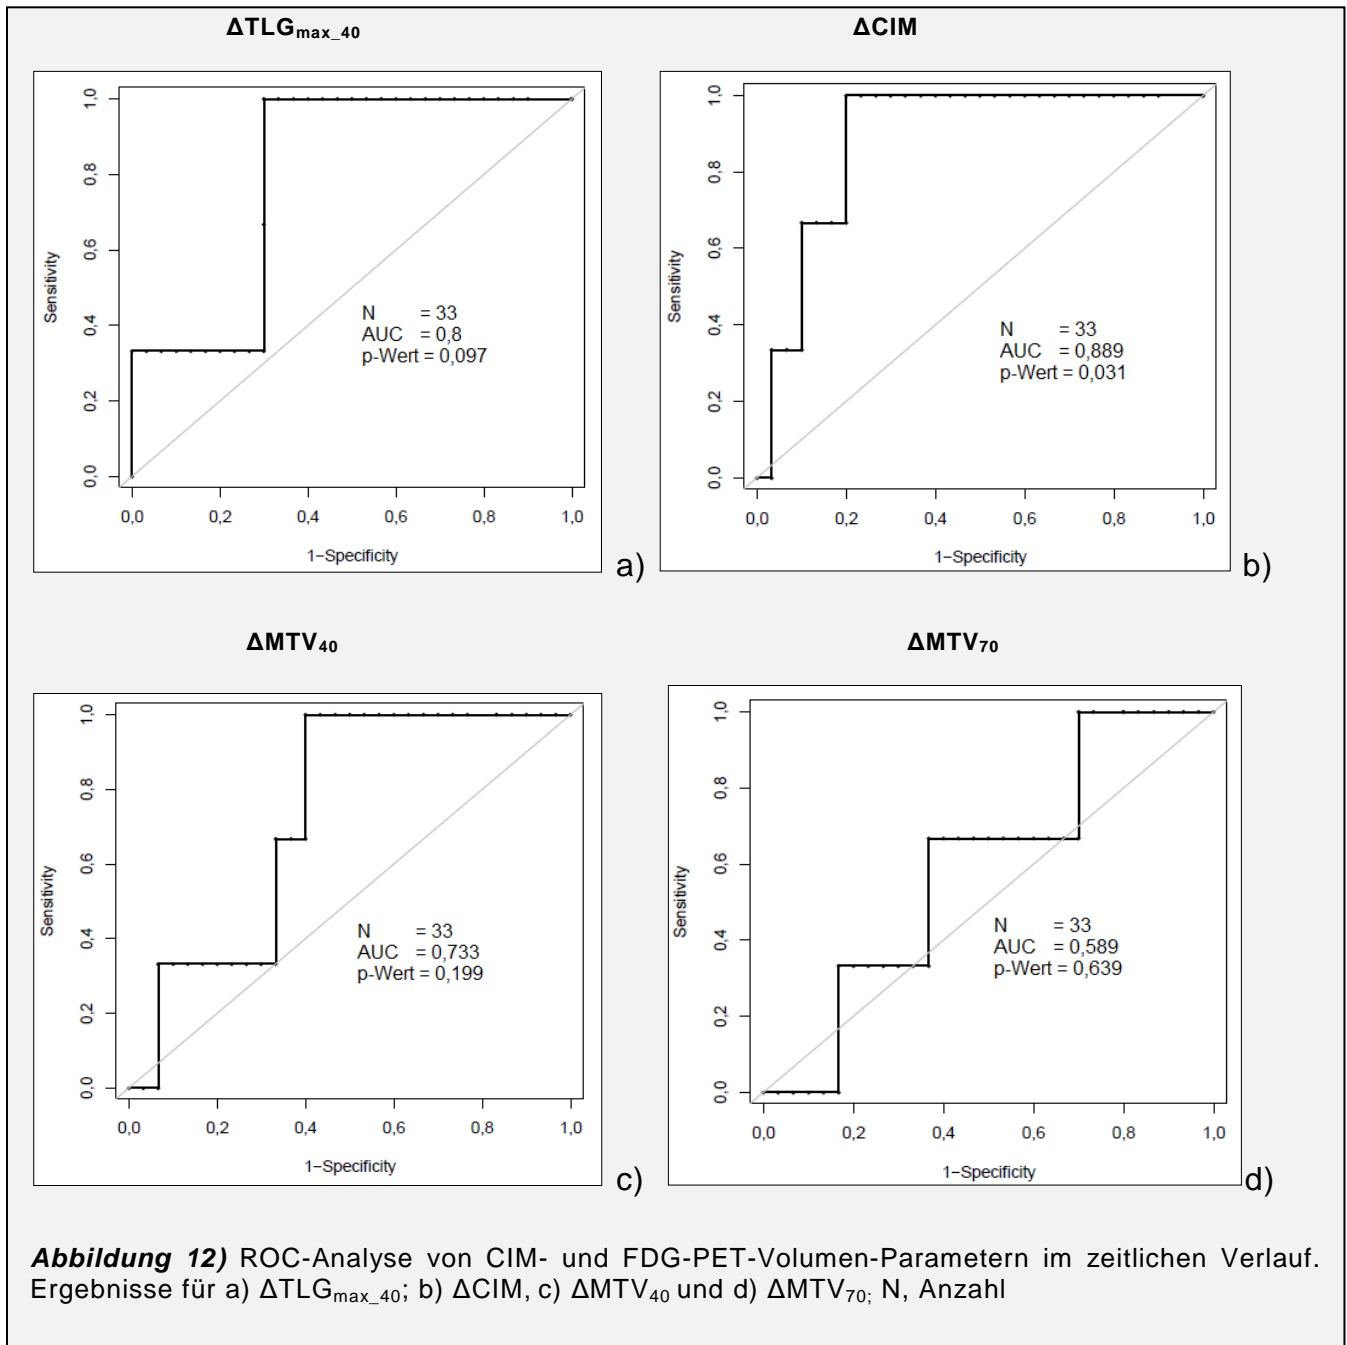 ΔTLGmax_40
ΔCIM
1,0
0,8
0,6
0,4
0,2
0,0
Sensitivity
N = 33
AUC = 0,8
p-Wert = 0,097
0,0 0,2 0,4 0,6 0,8 1,0
1−Specificity
a)
1,0
0,8
0,6
0,4
0,2
0,0
Sensitivity
N = 33
AUC = 0,889
p-Wert = 0,031
0,0 0,2 0,4 0,6 0,8 1,0
1−Specificity
b)
ΔMTV40
ΔMTV70
1,0
0,8
0,6
0,4
0,2
0,0
Sensitivity
N = 33
AUC = 0,733
p-Wert = 0,199
0,0 0,2 0,4 0,6 0,8 1,0
1−Specificity
c)
1,0
0,8
0,6
0,4
0,2
0,0
Sensitivity
N = 33
AUC = 0,589
p-Wert = 0,639
0,0 0,2 0,4 0,6 0,8 1,0
1−Specificity
d)
Abbildung 12) ROC-Analyse von CIM- und FDG-PET-Volumen-Parametern im zeitlichen Verlauf.
Ergebnisse für a) ΔTLGmax_40; b) ΔCIM, c) ΔMTV40 und d) ΔMTV70; N, Anzahl